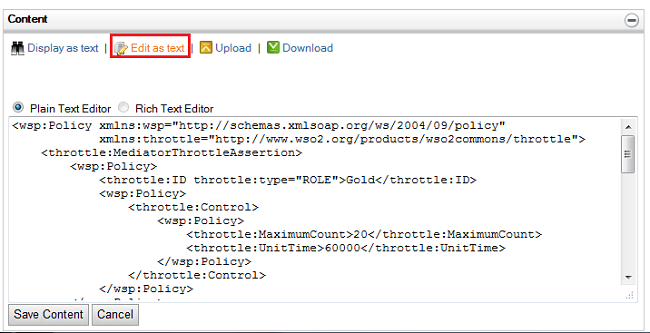 Content
Display as text | Edit as text | Upload | Download
Plain Text Editor Rich Text Editor
<wsp:Policy xmlns:wsp="http://schemas.xmlsoap.org/ws/2004/09/policy"
xmlns:throttle="http://www.wso2.org/products/wso2commons/throttle">
<throttle:MediatorThrottleAssertion>
<wsp:Policy>
<throttle:ID throttle:type="ROLE">Gold</throttle:ID>
<wsp:Policy>
<throttle:Control>
<wsp:Policy>
<throttle:MaximumCount>20</throttle:MaximumCount>
<throttle:UnitTime>60000</throttle:UnitTime>
</wsp:Policy>
</throttle:Control>
</wsp:Policy>
Save Content Cancel